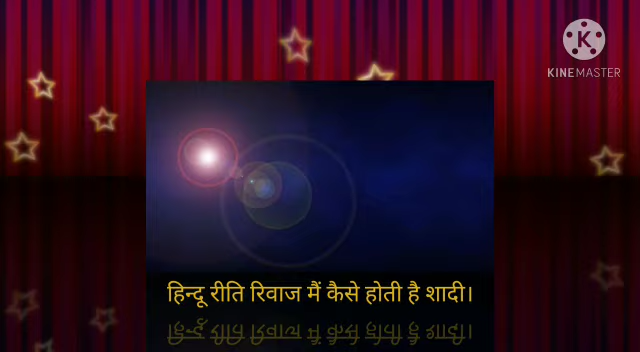 KINEMASTER
हिन्दू रीति रिवाज मैं कैसे होती है शादी।